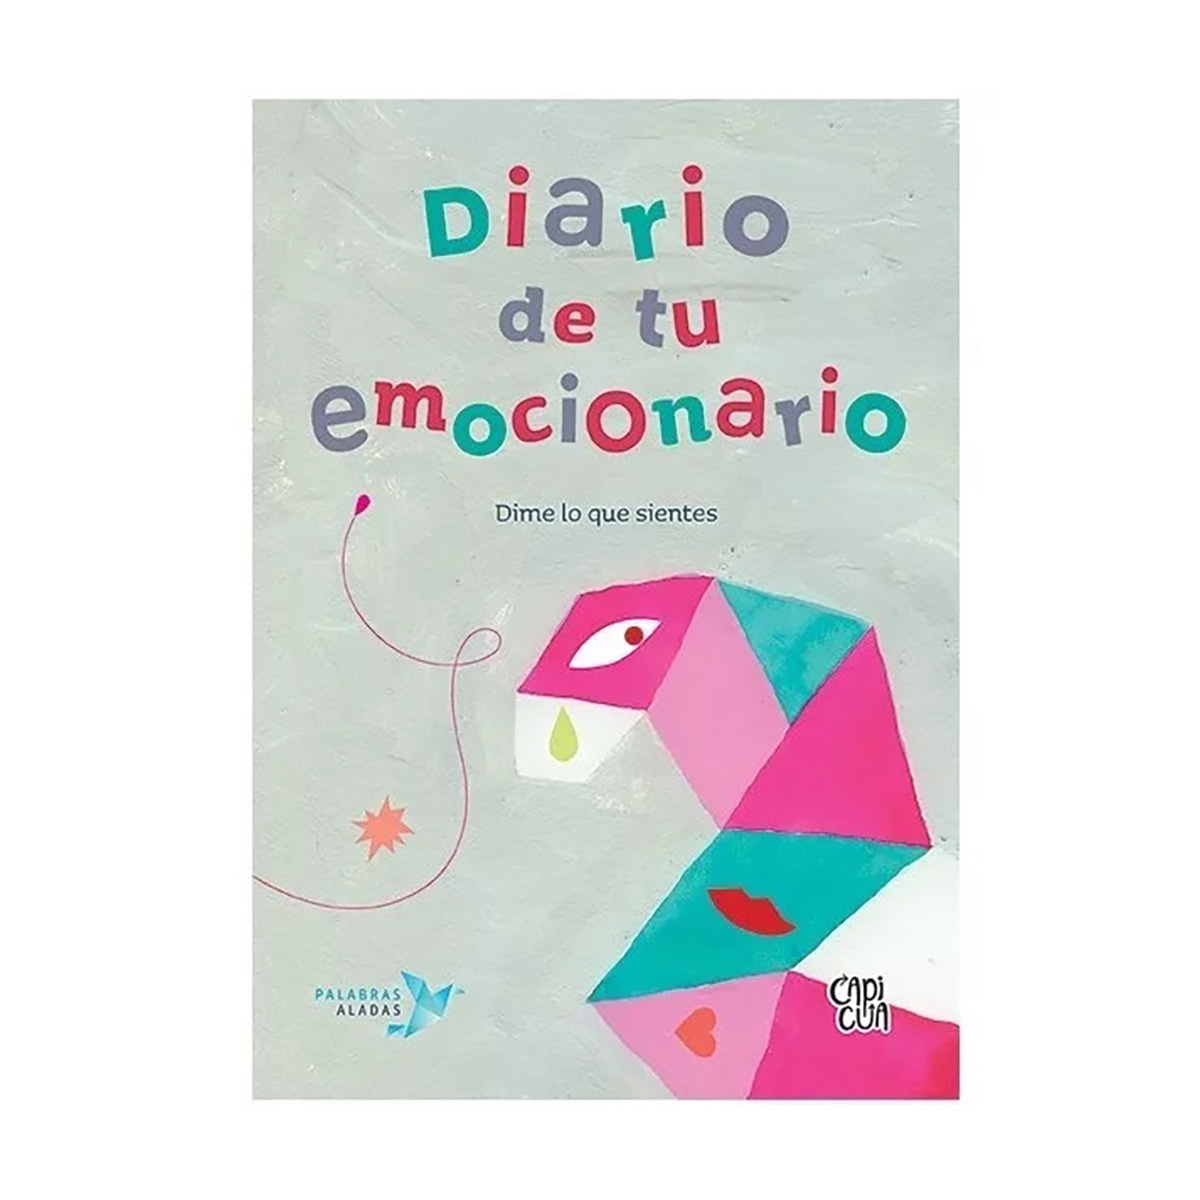 Diario
de tu
emocionario
Dime lo que sientes
PALABRAS
ALADAS
CAPI
CUA